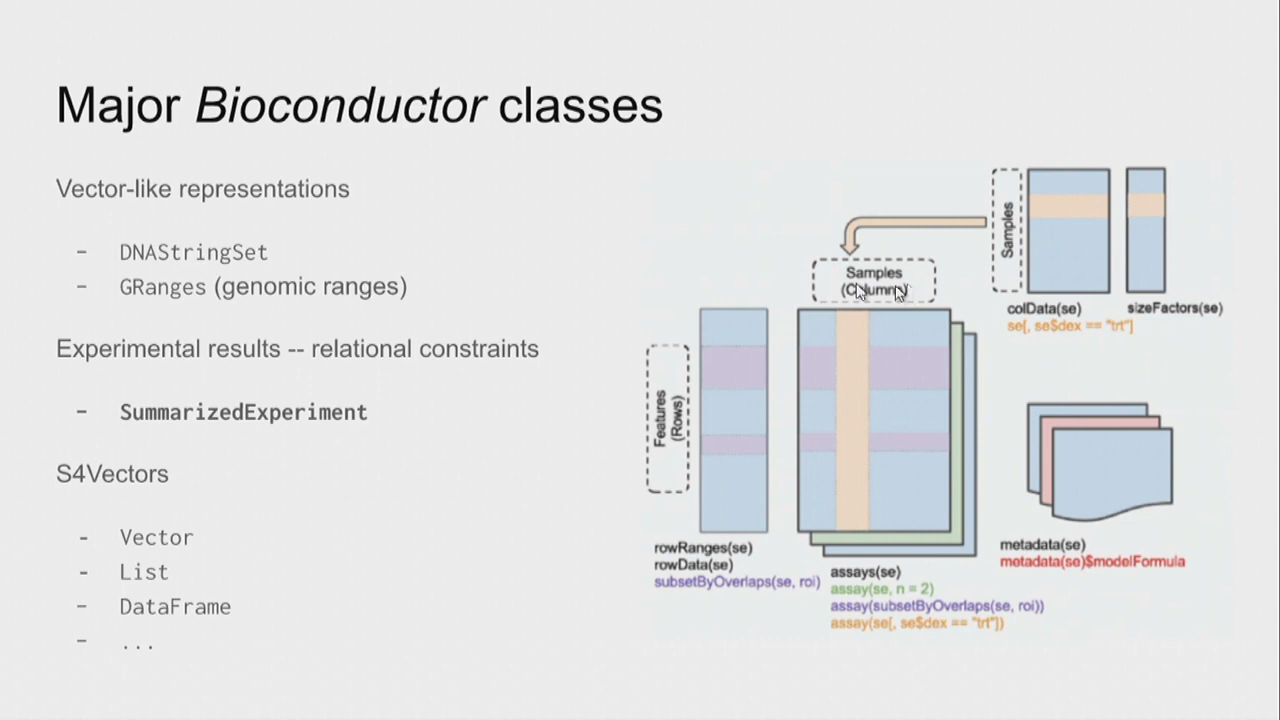 Major Bioconductor classes
Vector-like representations
- DNAStringSet
- GRanges (genomic ranges)
Experimental results -- relational constraints
- SummarizedExperiment
S4Vectors
- Vector
- List
- DataFrame
- ...
Samples
Samples
(Columns)
colData(se)
se[, se$dex == "trt"]
sizeFactors(se)
Features
(Rows)
rowRanges(se)
rowData(se)
subsetByOverlaps(se, roi)
assays(se)
assay(se, n = 2)
assay(subsetByOverlaps(se, roi))
assay(se[, se$dex == "trt"])
metadata(se)
metadata(se)$modelFormula